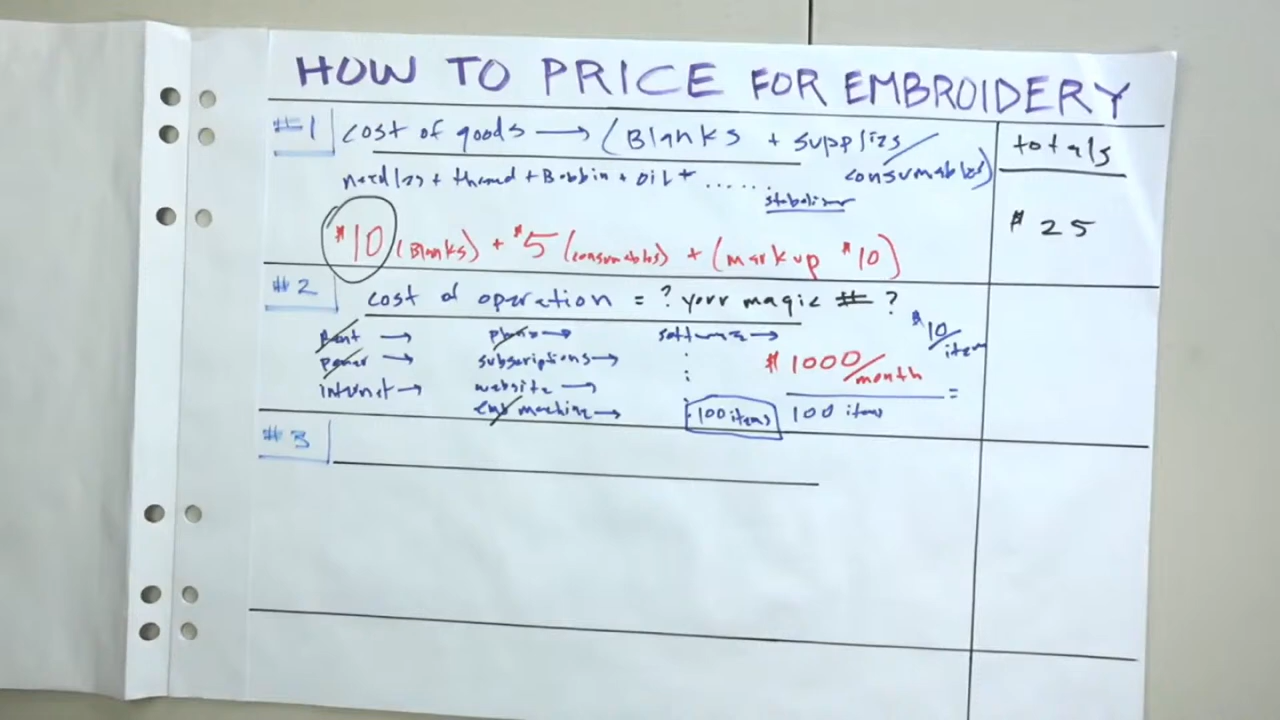 HOW TO PRICE FOR EMBROIDERY
#1 cost of goods → (Blanks + supplies/
consumables)
needles + thread + Bobbin + oil + ......
stabalizer
$10 (Blanks) + $5 (consumables) + (markup $10)
totals
$25
#2 cost of operation = ? your magic # ?
Rent → phone → software →
power → subscriptions → :
internet → website → :
emb machine → 100 items
$1000/month
100 items
=
$10/item
#3